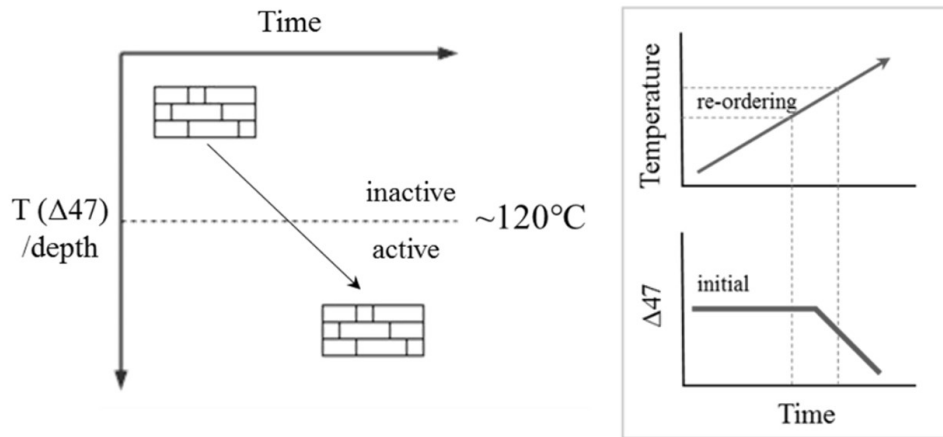 Time
T (Δ47)
/depth
inactive
active
~120℃
Temperature
re-ordering
Δ47
initial
Time